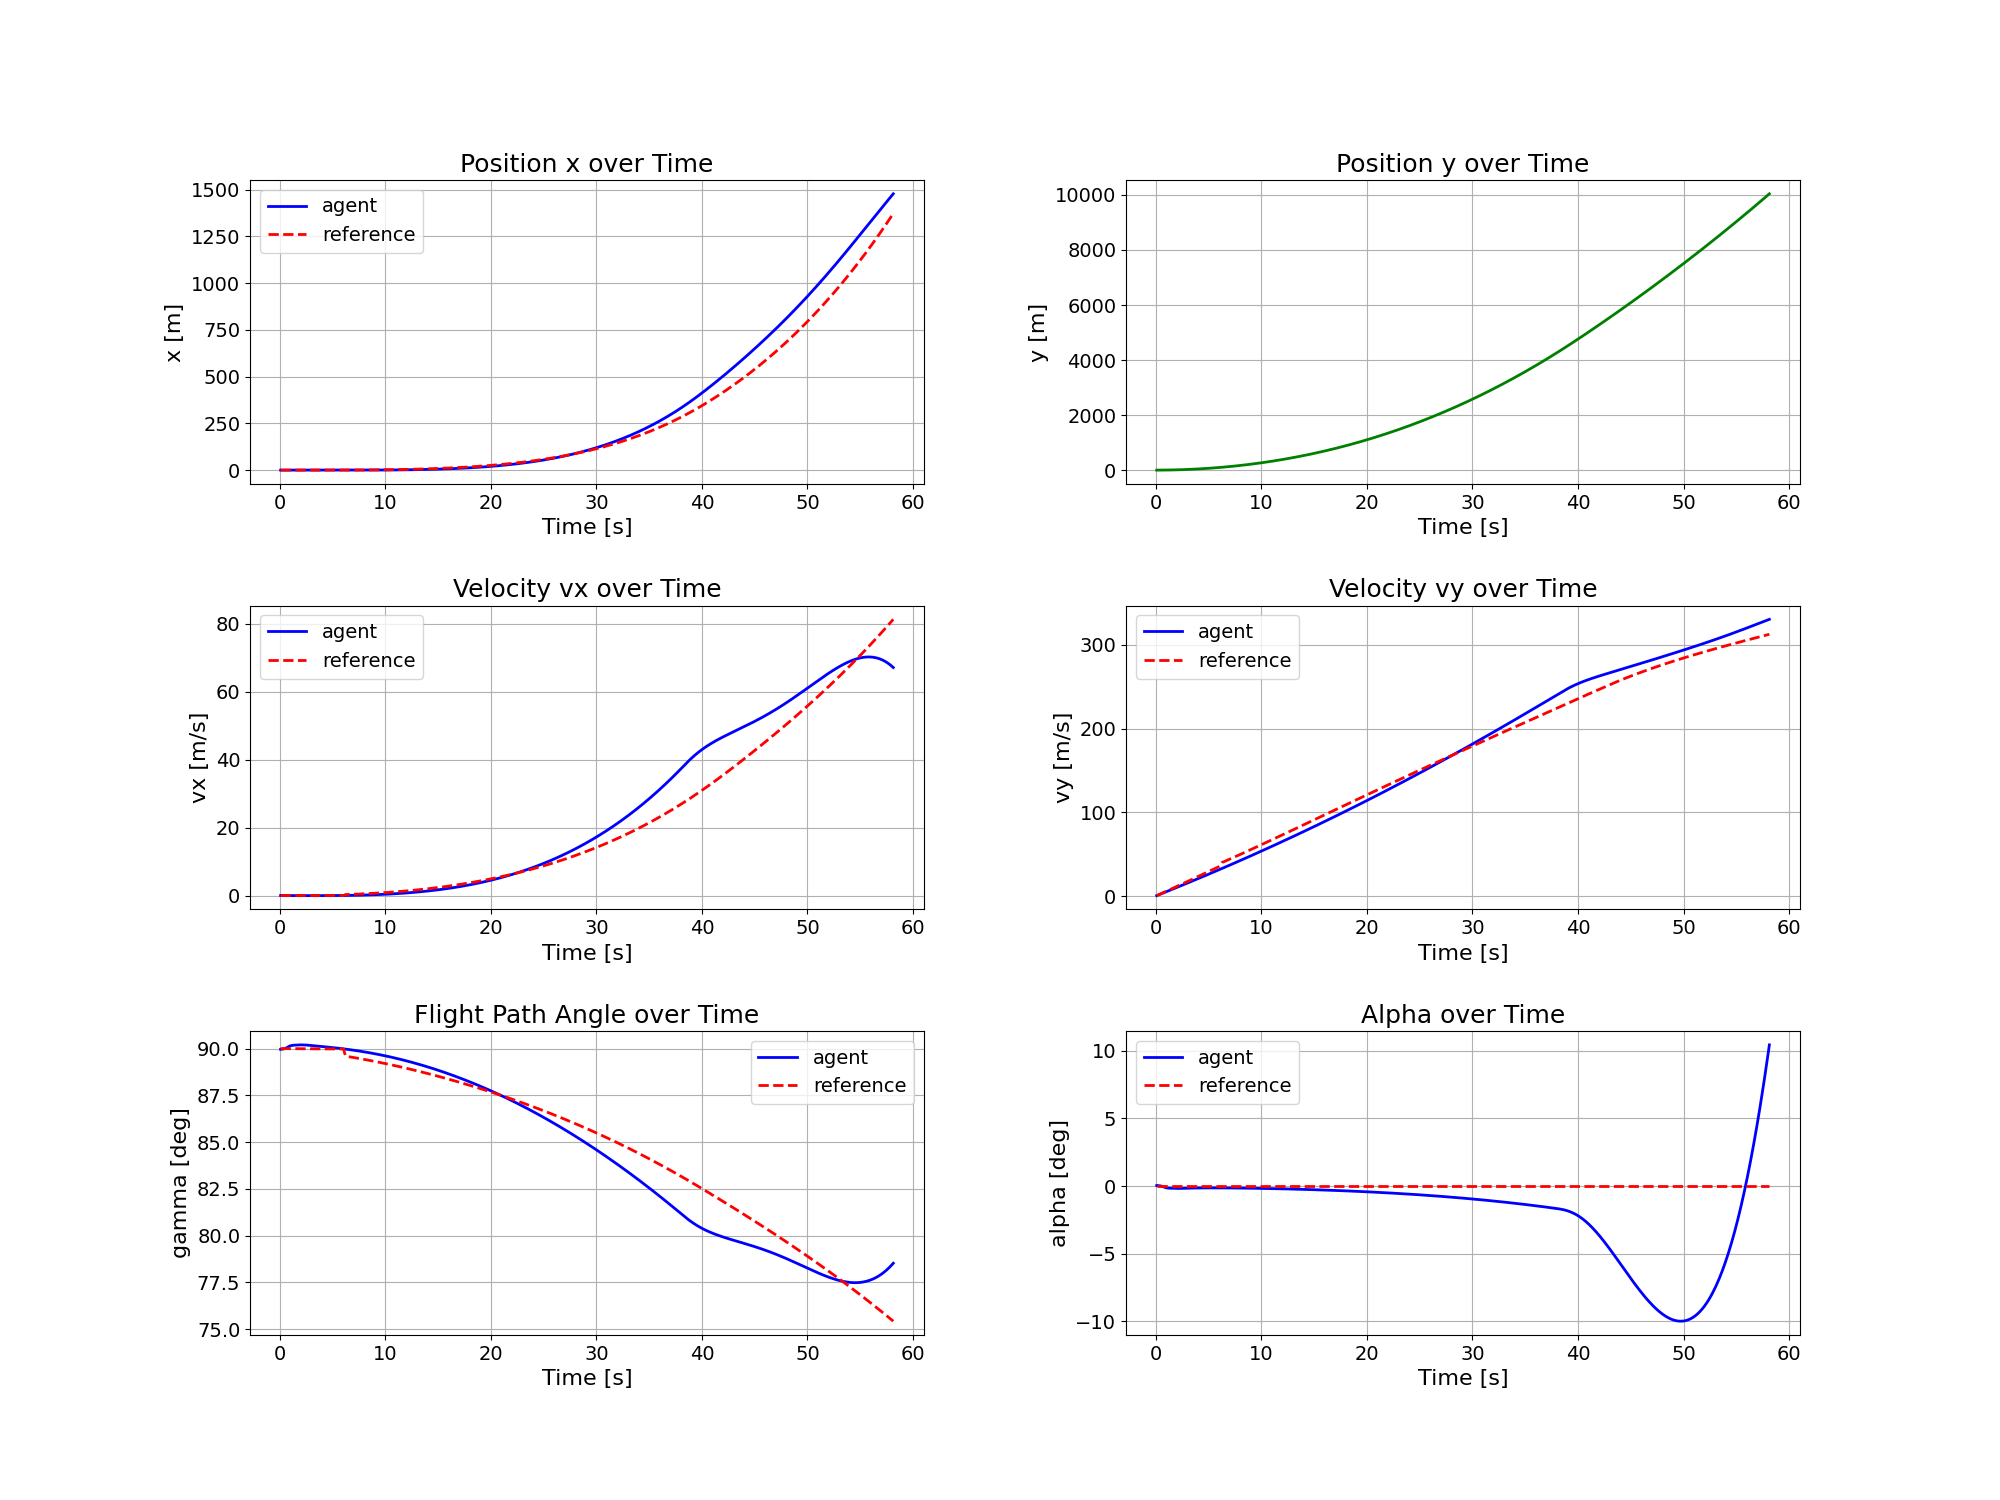 Position x over Time
1500
1250
1000
750
500
250
0
x [m]
agent
reference
0 10 20 30 40 50 60
Time [s]
Position y over Time
10000
8000
6000
4000
2000
0
y [m]
0 10 20 30 40 50 60
Time [s]
Velocity vx over Time
80
60
40
20
0
vx [m/s]
agent
reference
0 10 20 30 40 50 60
Time [s]
Velocity vy over Time
300
200
100
0
vy [m/s]
agent
reference
0 10 20 30 40 50 60
Time [s]
Flight Path Angle over Time
90.0
87.5
85.0
82.5
80.0
77.5
75.0
gamma [deg]
agent
reference
0 10 20 30 40 50 60
Time [s]
Alpha over Time
10
5
0
−5
−10
alpha [deg]
agent
reference
0 10 20 30 40 50 60
Time [s]